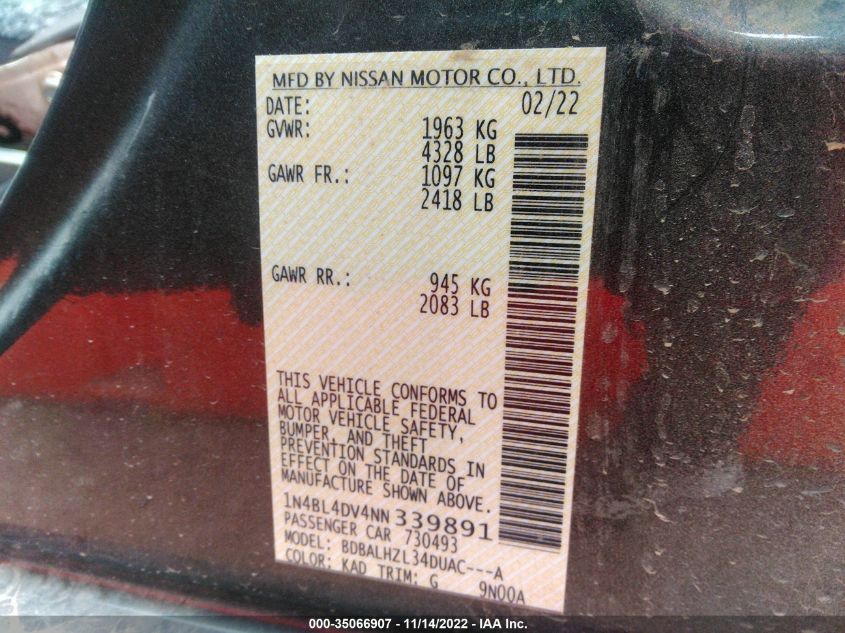 MFD BY NISSAN MOTOR CO., LTD.
DATE: 02/22
GVWR: 1963 KG
4328 LB
GAWR FR.: 1097 KG
2418 LB
GAWR RR.: 945 KG
2083 LB
THIS VEHICLE CONFORMS TO
ALL APPLICABLE FEDERAL
MOTOR VEHICLE SAFETY,
BUMPER, AND THEFT
PREVENTION STANDARDS IN
EFFECT ON THE DATE OF
MANUFACTURE SHOWN ABOVE.
1N4BL4DV4NN339891
PASSENGER CAR 730493
MODEL: BDBALHZL34DUAC---A
COLOR: KAD TRIM: G 9N00A
000-35066907 - 11/14/2022 - IAA Inc.